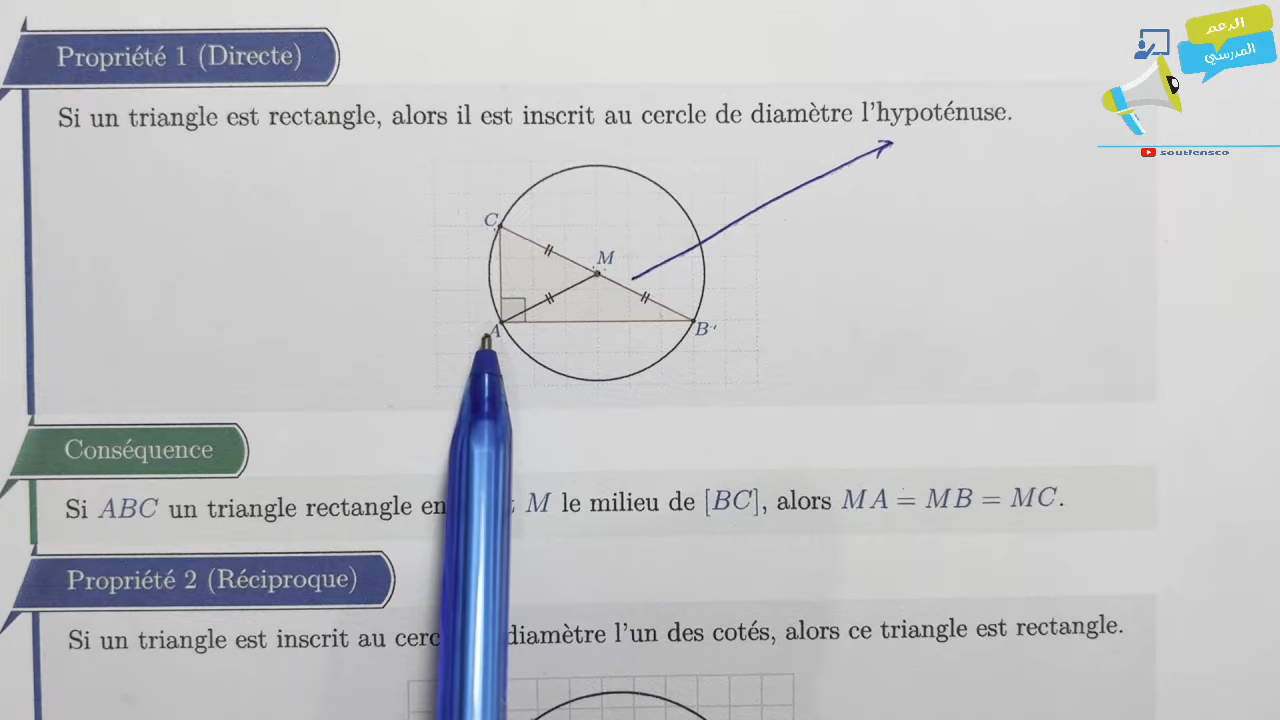 Propriété 1 (Directe)
الدعم
المدرسي
soutiensco
Si un triangle est rectangle, alors il est inscrit au cercle de diamètre l'hypoténuse.
C
M
A
B
Conséquence
Si ABC un triangle rectangle en M le milieu de [BC], alors MA = MB = MC.
Propriété 2 (Réciproque)
Si un triangle est inscrit au diamètre l'un des cotés, alors ce triangle est rectangle.